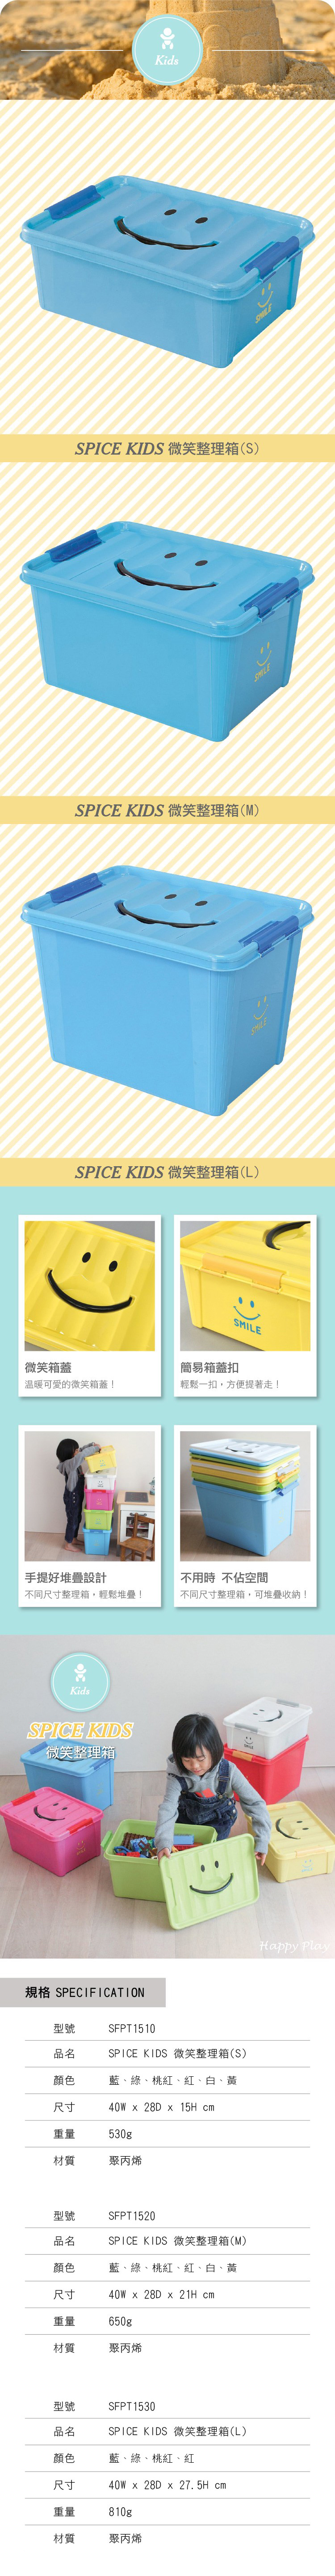 Kids
SMILE
SPICE KIDS 微笑整理箱(S)
SMILE
SPICE KIDS 微笑整理箱(M)
SMILE
SPICE KIDS 微笑整理箱(L)
SMILE
微笑箱蓋
溫暖可愛的微笑箱蓋！
簡易箱蓋扣
輕鬆一扣，方便提著走！
手提好堆疊設計
不同尺寸整理箱，輕鬆堆疊！
不用時 不佔空間
不同尺寸整理箱，可堆疊收納！
Kids
SPICE KIDS
微笑整理箱
Happy Play
規格 SPECIFICATION
型號 SFPT1510
品名 SPICE KIDS 微笑整理箱(S)
顏色 藍、綠、桃紅、紅、白、黃
尺寸 40W x 28D x 15H cm
重量 530g
材質 聚丙烯
型號 SFPT1520
品名 SPICE KIDS 微笑整理箱(M)
顏色 藍、綠、桃紅、紅、白、黃
尺寸 40W x 28D x 21H cm
重量 650g
材質 聚丙烯
型號 SFPT1530
品名 SPICE KIDS 微笑整理箱(L)
顏色 藍、綠、桃紅、紅
尺寸 40W x 28D x 27.5H cm
重量 810g
材質 聚丙烯